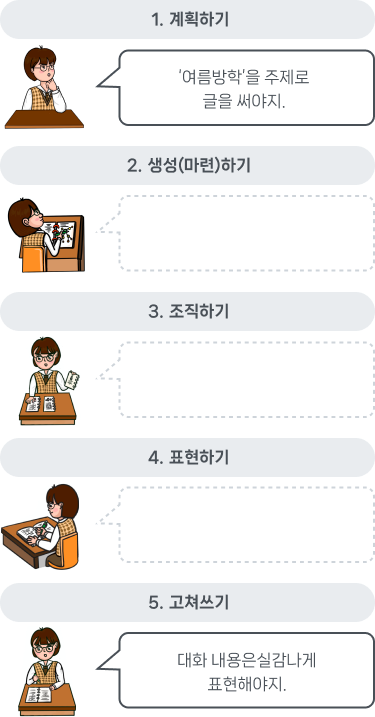 1. 계획하기
'여름방학'을 주제로
글을 써야지.
2. 생성(마련)하기
3. 조직하기
4. 표현하기
5. 고쳐쓰기
대화 내용은실감나게
표현해야지.